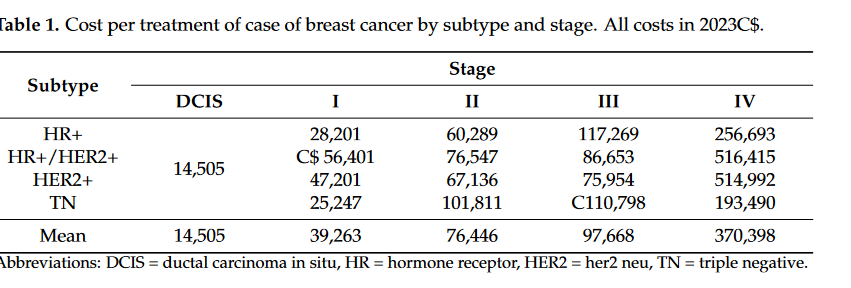 Table 1. Cost per treatment of case of breast cancer by subtype and stage. All costs in 2023C$.
Subtype Stage
DCIS I II III IV
HR+ 28,201 60,289 117,269 256,693
HR+/HER2+ 14,505 C$ 56,401 76,547 86,653 516,415
HER2+ 47,201 67,136 75,954 514,992
TN 25,247 101,811 C110,798 193,490
Mean 14,505 39,263 76,446 97,668 370,398
Abbreviations: DCIS = ductal carcinoma in situ, HR = hormone receptor, HER2 = her2 neu, TN = triple negative.